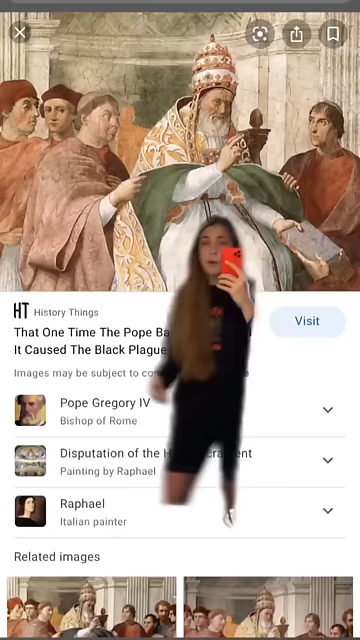 HT History Things
Visit
That One Time The Pope Ba
It Caused The Black Plague
Images may be subject to
Pope Gregory IV
Bishop of Rome
Disputation of the
Painting by Raphael
Raphael
Italian painter
Related images